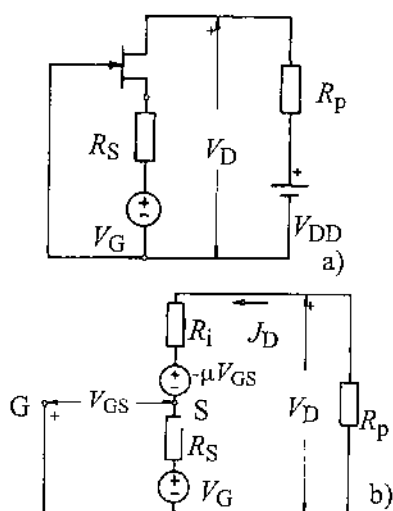 +
R_p
R_S
V_D
+
-
V_G
+
V_DD
a)
R_i
J_D
+
+
-
-μV_GS
G
+
V_GS
S
V_D
R_p
R_S
+
-
V_G
b)